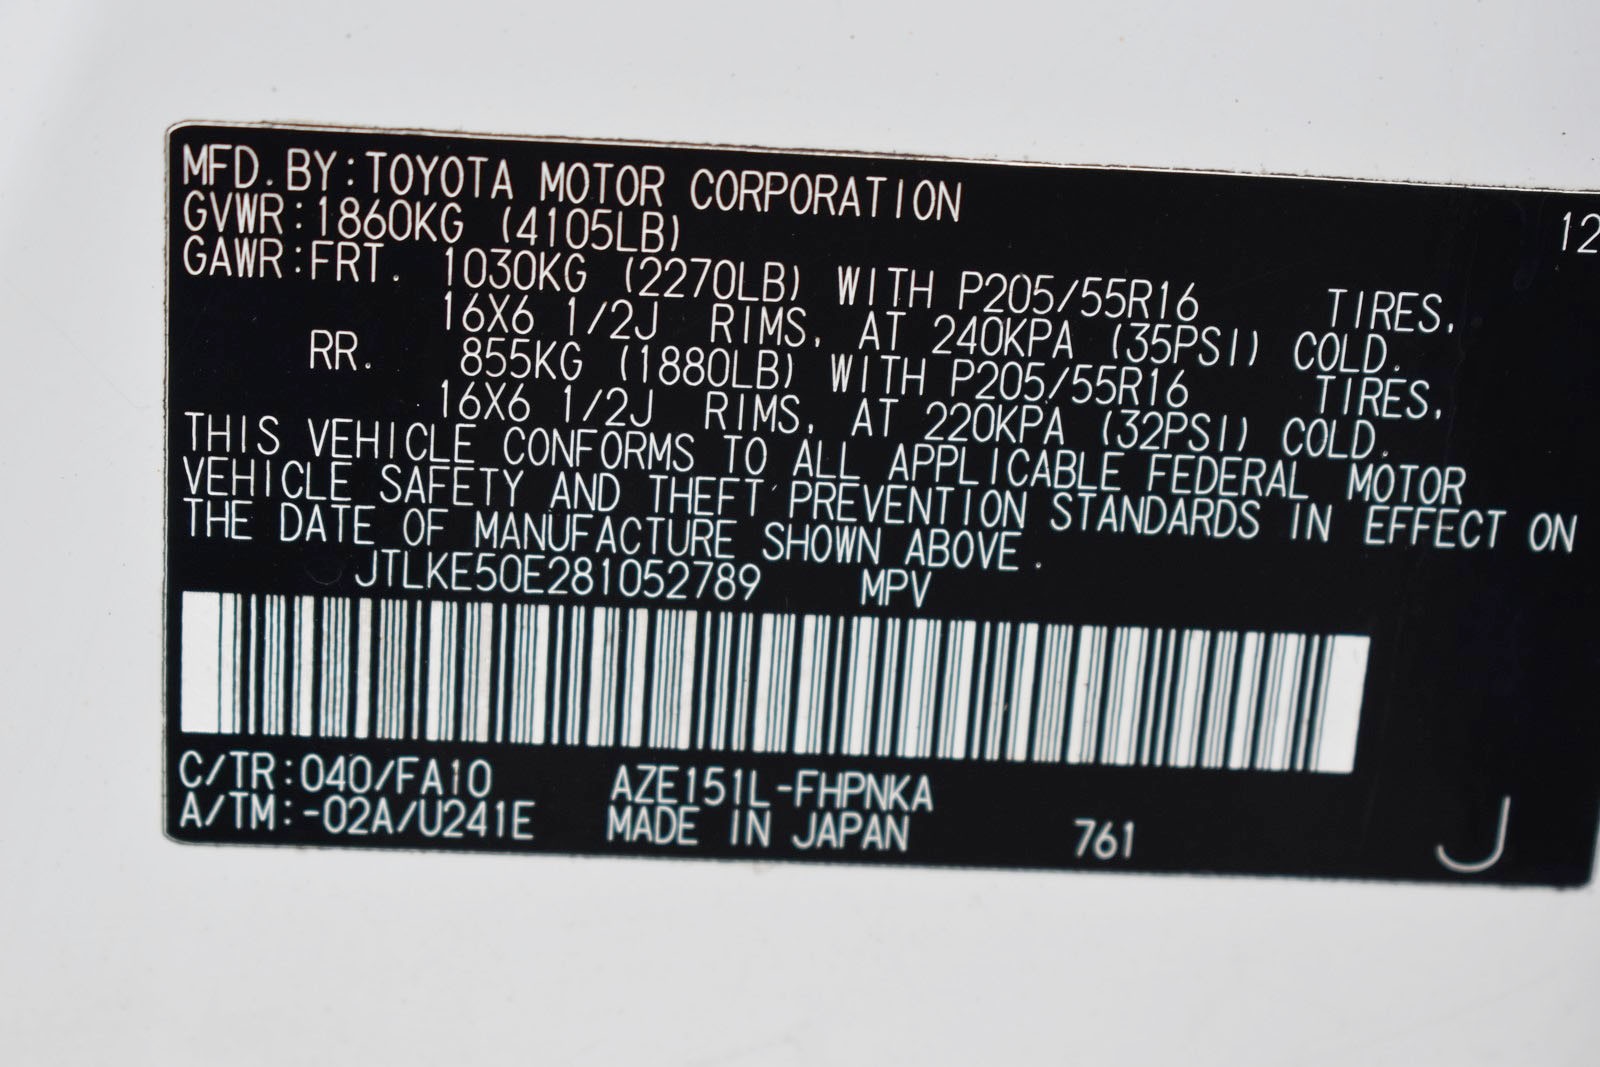 MFD. BY: TOYOTA MOTOR CORPORATION 12
GVWR: 1860KG (4105LB)
GAWR: FRT. 1030KG (2270LB) WITH P205/55R16 TIRES,
16X6 1/2J RIMS, AT 240KPA (35PSI) COLD.
RR. 855KG (1880LB) WITH P205/55R16 TIRES,
16X6 1/2J RIMS, AT 220KPA (32PSI) COLD.
THIS VEHICLE CONFORMS TO ALL APPLICABLE FEDERAL MOTOR
VEHICLE SAFETY AND THEFT PREVENTION STANDARDS IN EFFECT ON
THE DATE OF MANUFACTURE SHOWN ABOVE.
JTLKE50E281052789 MPV
C/TR: 040/FA10 AZE151L-FHPNKA
A/TM: -02A/U241E MADE IN JAPAN 761 J